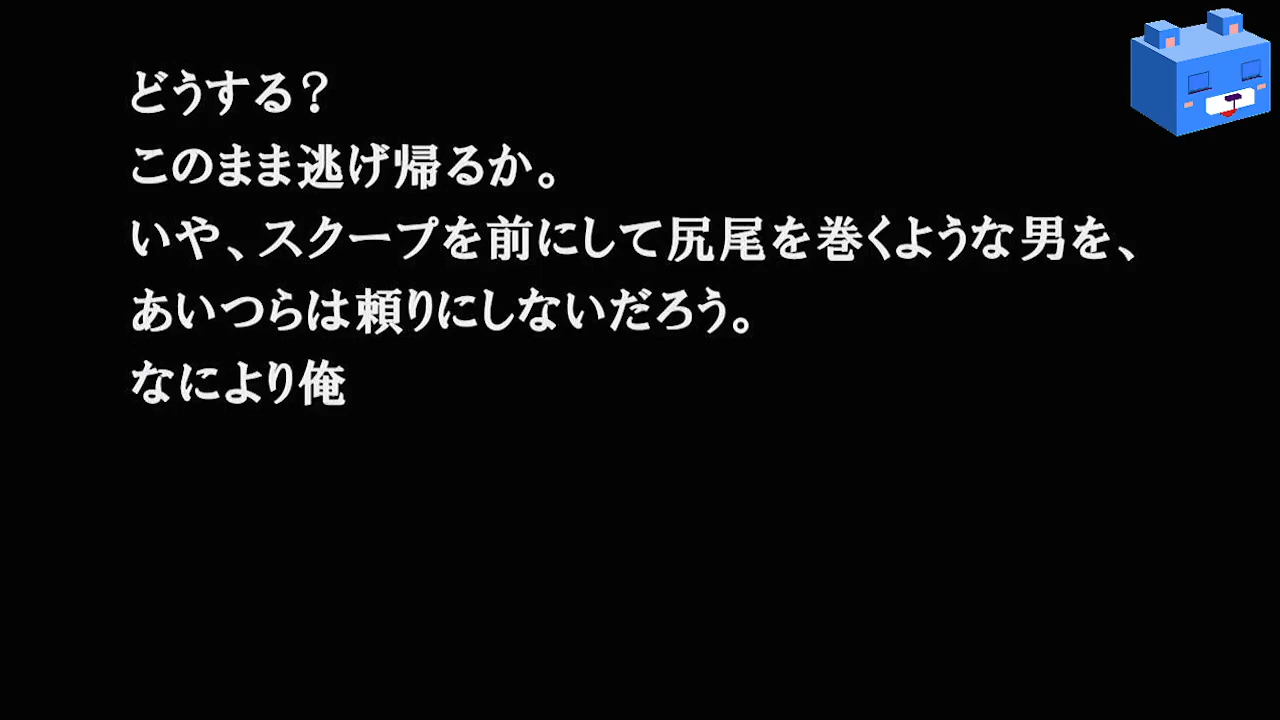 どうする？
このまま逃げ帰るか。
いや、スクープを前にして尻尾を巻くような男を、
あいつらは頼りにしないだろう。
なにより俺